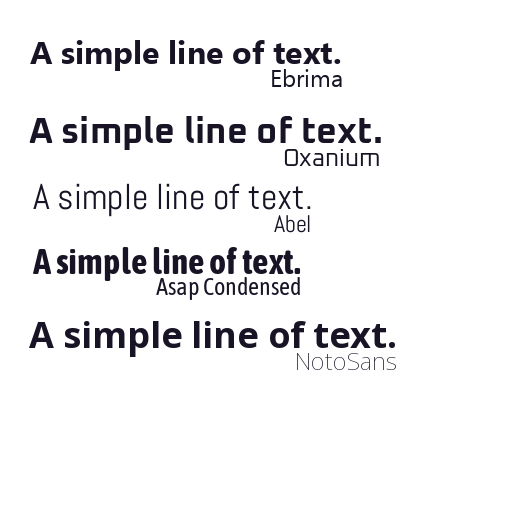 A simple line of text.
Ebrima
A simple line of text.
Oxanium
A simple line of text.
Abel
A simple line of text.
Asap Condensed
A simple line of text.
NotoSans